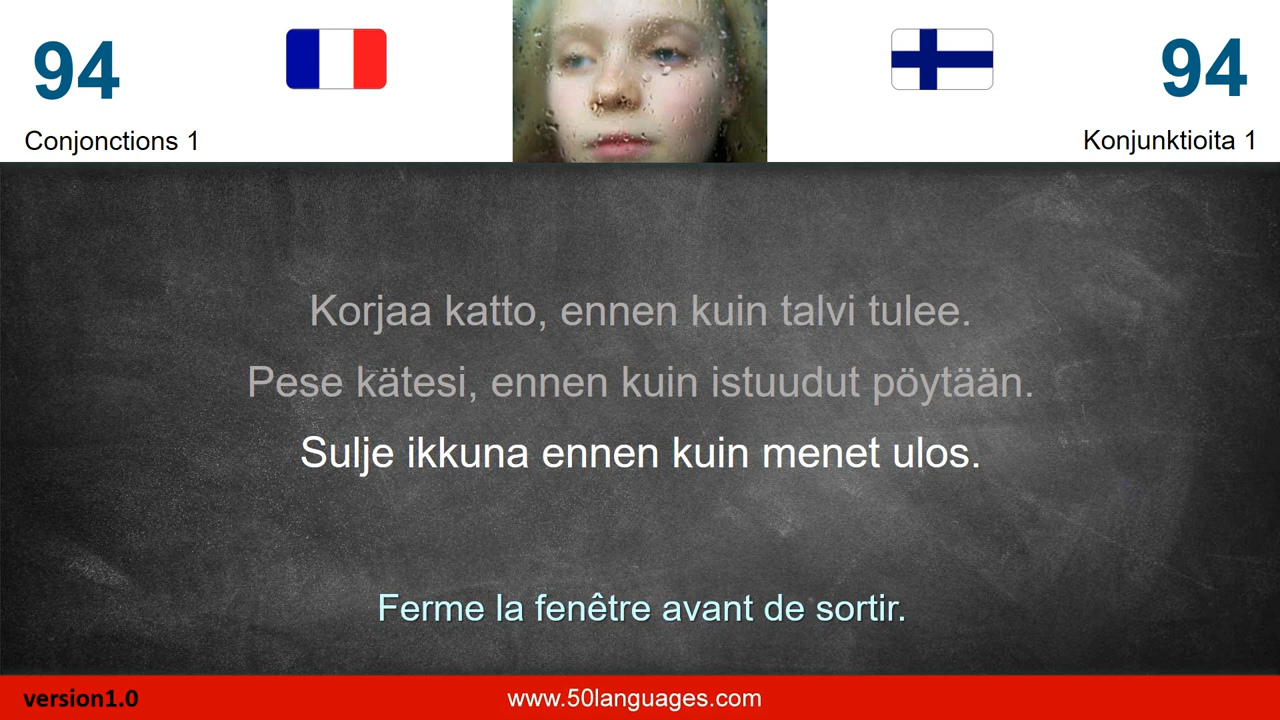 94
94
Conjonctions 1
Konjunktioita 1
Korjaa katto, ennen kuin talvi tulee.
Pese kätesi, ennen kuin istuudut pöytään.
Sulje ikkuna ennen kuin menet ulos.
Ferme la fenêtre avant de sortir.
version1.0
www.50languages.com